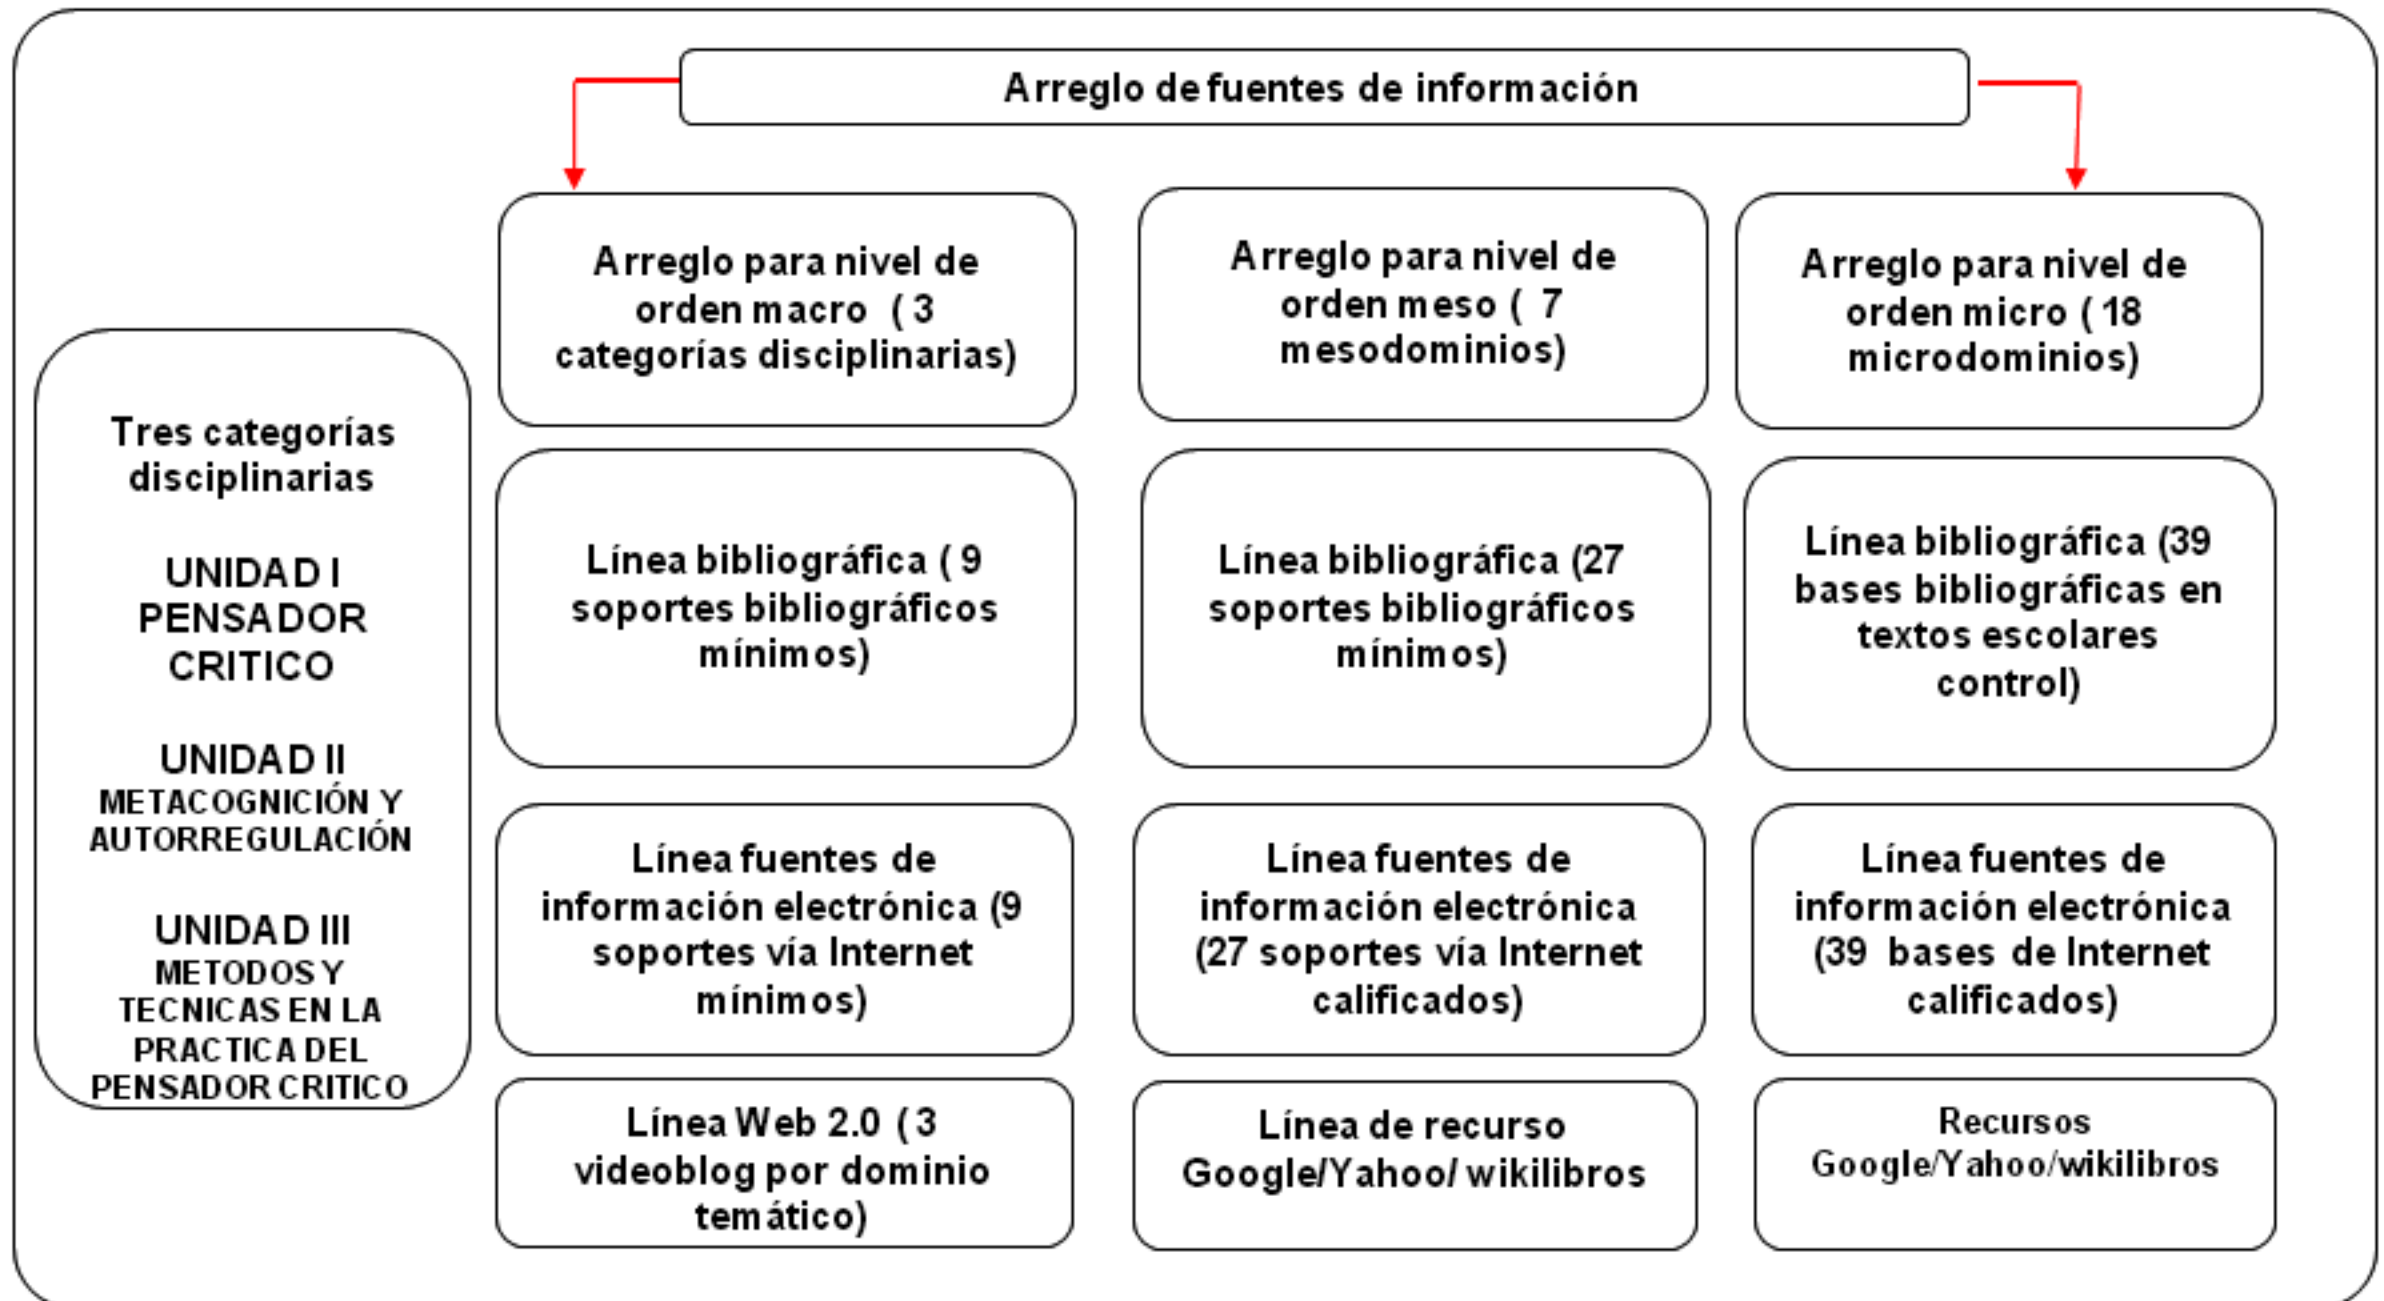 Arreglo de fuentes de información
Arreglo para nivel de
orden macro ( 3
categorías disciplinarias)
Arreglo para nivel de
orden meso ( 7
mesodominios)
Arreglo para nivel de
orden micro ( 18
microdominios)
Tres categorías
disciplinarias
UNIDAD I
PENSADOR
CRITICO
UNIDAD II
METACOGNICIÓN Y
AUTORREGULACIÓN
UNIDAD III
METODOS Y
TECNICAS EN LA
PRACTICA DEL
PENSADOR CRITICO
Línea bibliográfica ( 9
soportes bibliográficos
mínimos)
Línea bibliográfica (27
soportes bibliográficos
mínimos)
Línea bibliográfica (39
bases bibliográficas en
textos escolares
control)
Línea fuentes de
información electrónica (9
soportes vía Internet
mínimos)
Línea fuentes de
información electrónica
(27 soportes vía Internet
calificados)
Línea fuentes de
información electrónica
(39 bases de Internet
calificados)
Línea Web 2.0 ( 3
videoblog por dominio
temático)
Línea de recurso
Google/Yahoo/ wikilibros
Recursos
Google/Yahoo/wikilibros